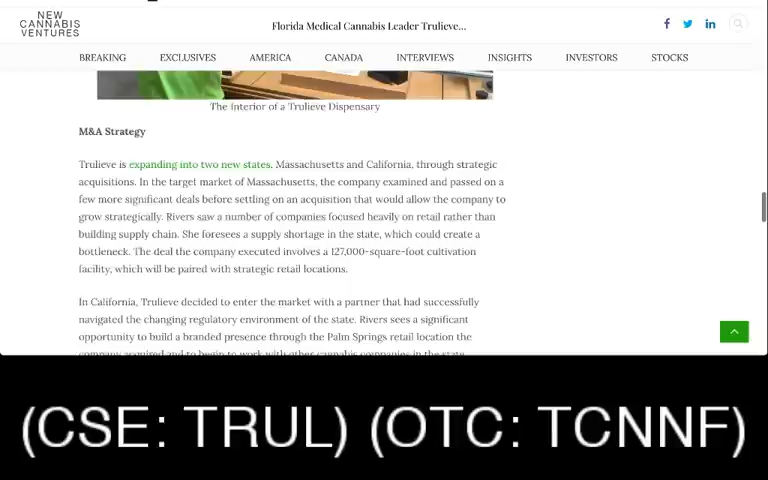 NEW
CANNABIS
VENTURES
Florida Medical Cannabis Leader Trulieve...
BREAKING EXCLUSIVES AMERICA CANADA INTERVIEWS INSIGHTS INVESTORS STOCKS
The Interior of a Trulieve Dispensary
M&A Strategy
Trulieve is expanding into two new states, Massachusetts and California, through strategic
acquisitions. In the target market of Massachusetts, the company examined and passed on a
few more significant deals before settling on an acquisition that would allow the company to
grow strategically. Rivers saw a number of companies focused heavily on retail rather than
building supply chain. She foresees a supply shortage in the state, which could create a
bottleneck. The deal the company executed involves a 127,000-square-foot cultivation
facility, which will be paired with strategic retail locations.
In California, Trulieve decided to enter the market with a partner that had successfully
navigated the changing regulatory environment of the state. Rivers sees a significant
opportunity to build a branded presence through the Palm Springs retail location the
company acquired and to begin to work with other cannabis companies in the state.
(CSE: TRUL) (OTC: TCNNF)